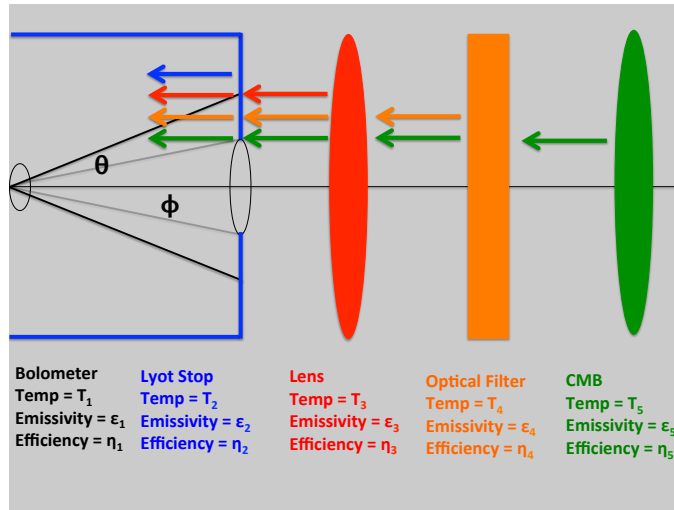 θ
ϕ
Bolometer
Temp = T₁
Emissivity = ε₁
Efficiency = η₁
Lyot Stop
Temp = T₂
Emissivity = ε₂
Efficiency = η₂
Lens
Temp = T₃
Emissivity = ε₃
Efficiency = η₃
Optical Filter
Temp = T₄
Emissivity = ε₄
Efficiency = η₄
CMB
Temp = T₅
Emissivity = ε₅
Efficiency = η₅